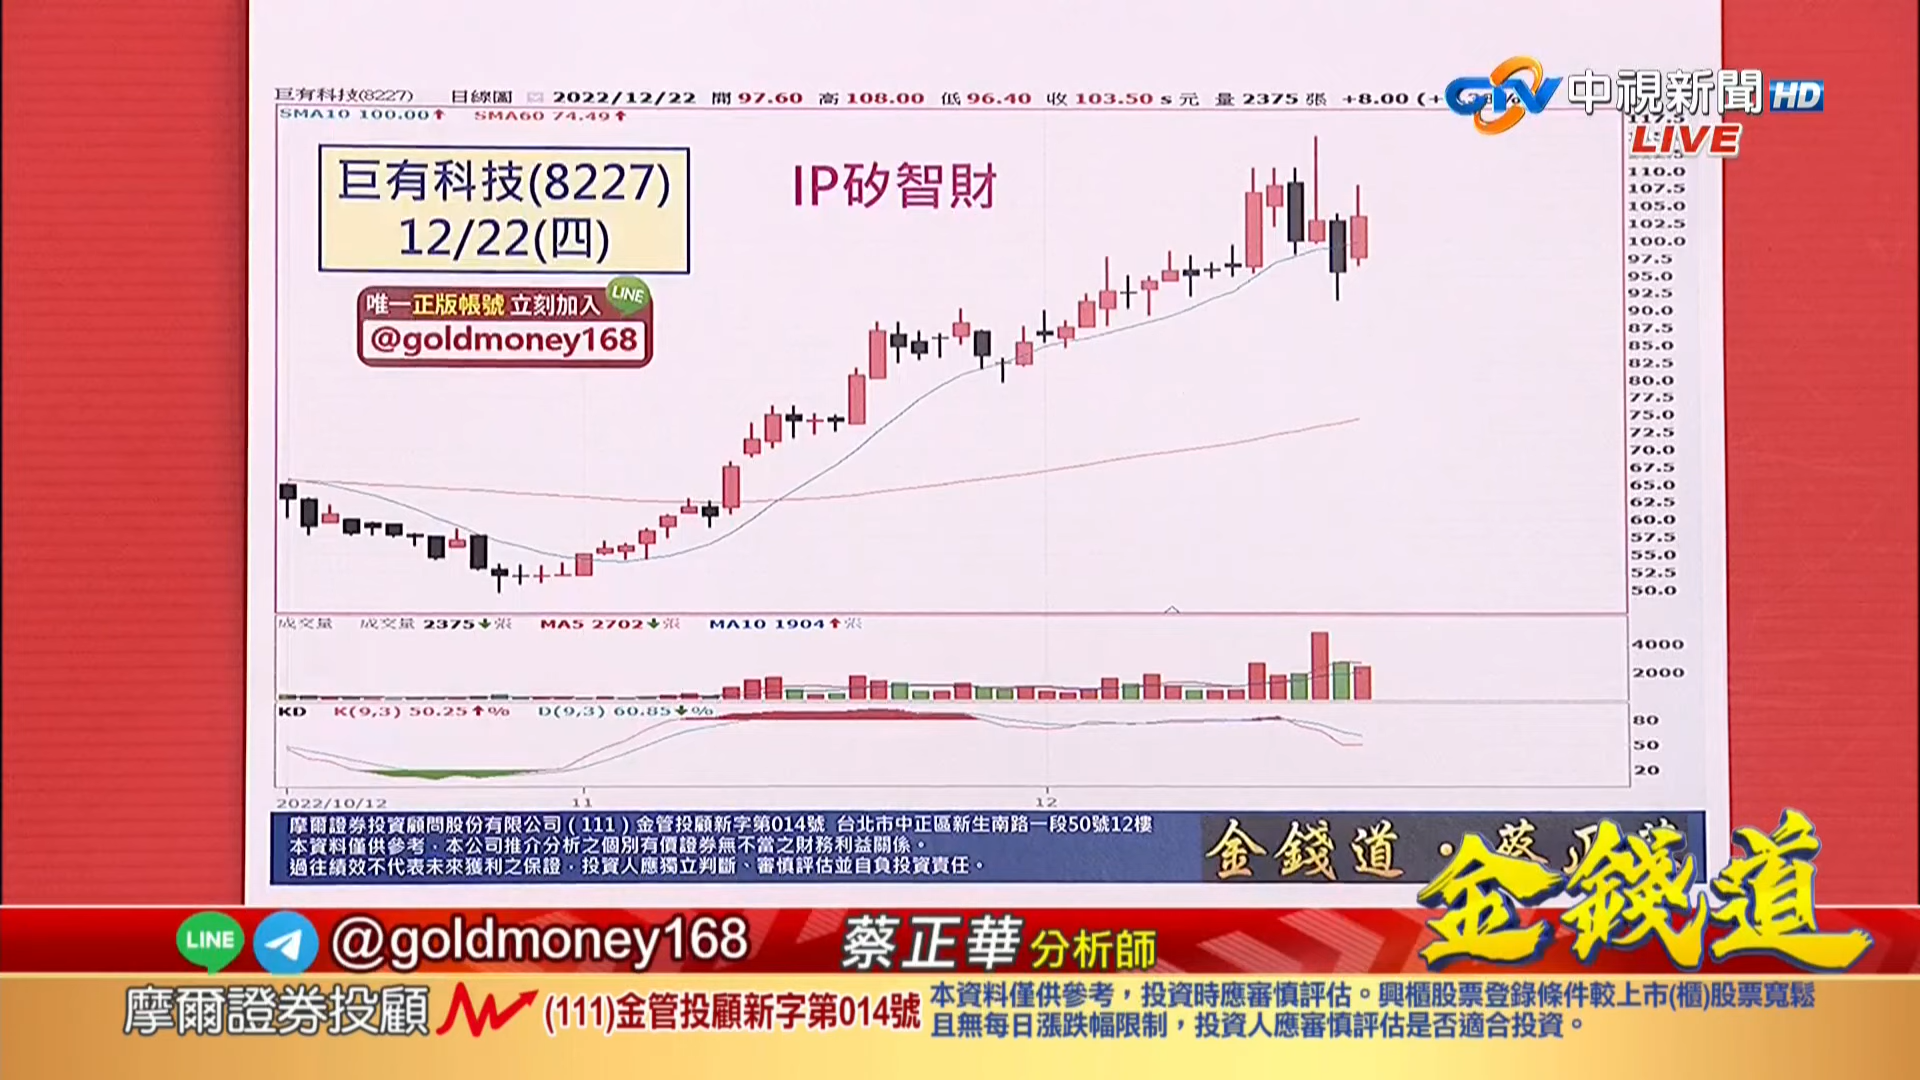 巨有科技(8227) 日線圖 2022/12/22 開 97.60 高 108.00 低 96.40 收 103.50 s 元 量 2375 張 +8.00
SMA10 100.00↑ SMA60 74.49↑
CTV 中視新聞 HD
LIVE
巨有科技(8227)
12/22(四)
IP矽智財
唯一正版帳號 立刻加入 LINE
@goldmoney168
117.5
110.0
107.5
105.0
102.5
100.0
97.5
95.0
92.5
90.0
87.5
85.0
82.5
80.0
77.5
75.0
72.5
70.0
67.5
65.0
62.5
60.0
57.5
55.0
52.5
50.0
成交量 成交量 2375↓張 MA5 2702↓張 MA10 1904↑張
4000
2000
KD K(9,3) 50.25↑% D(9,3) 60.85↓%
80
50
20
2022/10/12 11 12
摩爾證券投資顧問股份有限公司(111)金管投顧新字第014號 台北市中正區新生南路一段50號12樓
本資料僅供參考﹐本公司推介分析之個別有價證券無不當之財務利益關係。
過往績效不代表未來獲利之保證﹐投資人應獨立判斷、審慎評估並自負投資責任。
金錢道・蔡正
金錢道
LINE @goldmoney168 蔡正華 分析師
摩爾證券投顧 (111)金管投顧新字第014號
本資料僅供參考，投資時應審慎評估。興櫃股票登錄條件較上市(櫃)股票寬鬆
且無每日漲跌幅限制，投資人應審慎評估是否適合投資。